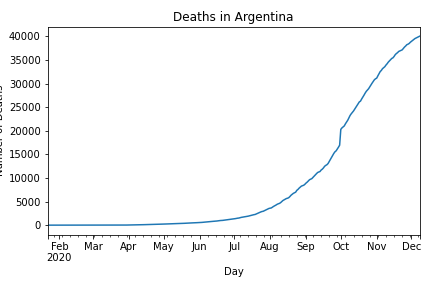 Deaths in Argentina
40000
35000
30000
25000
20000
15000
10000
5000
0
Number of Deaths
Feb Mar Apr May Jun Jul Aug Sep Oct Nov Dec
2020
Day